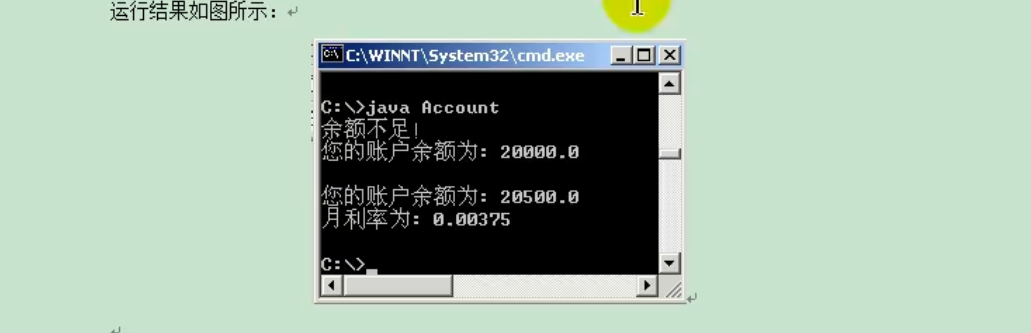 运行结果如图所示：
C:\WINNT\System32\cmd.exe
C:\>java Account
余额不足!
您的账户余额为: 20000.0
您的账户余额为: 20500.0
月利率为: 0.00375
C:\>_